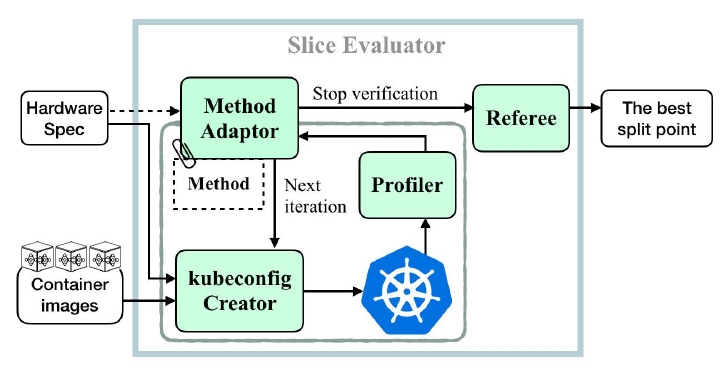 Slice Evaluator
Hardware
Spec
Method
Adaptor
Stop verification
Referee
The best
split point
Method
Next
iteration
Profiler
Container
images
kubeconfig
Creator